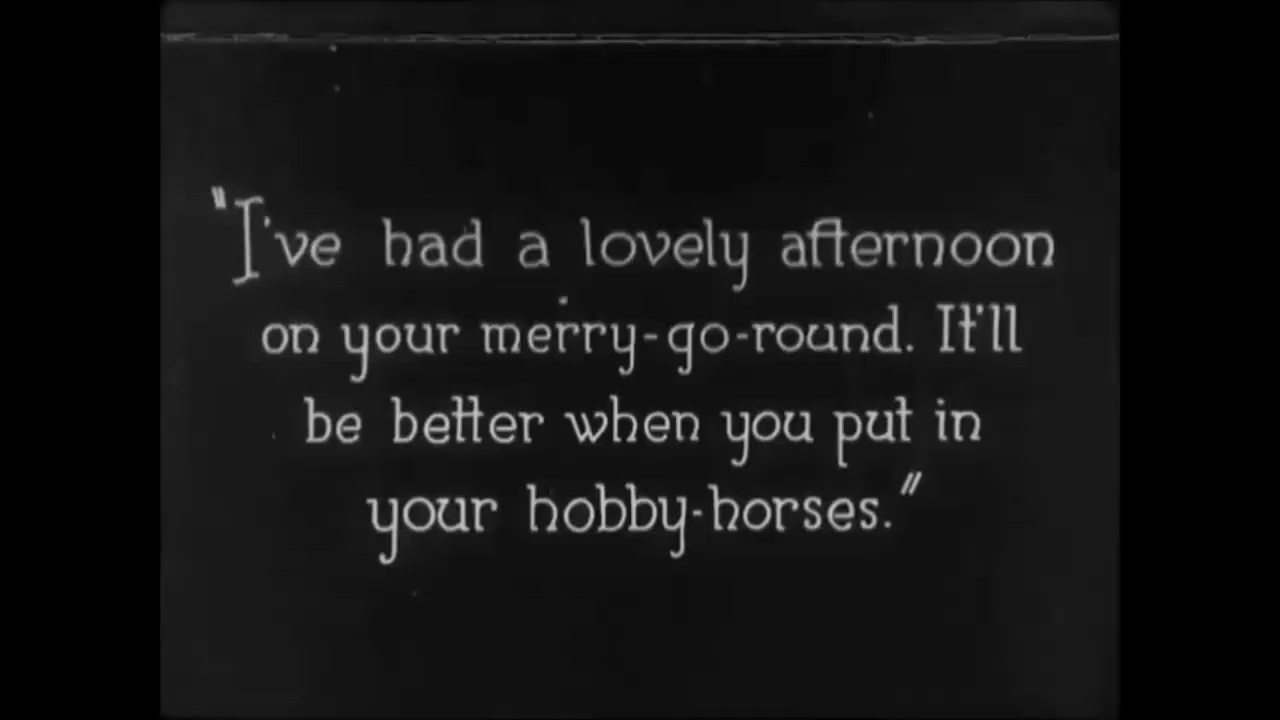 "I've had a lovely afternoon
on your merry-go-round. It'll
be better when you put in
your hobby-horses."